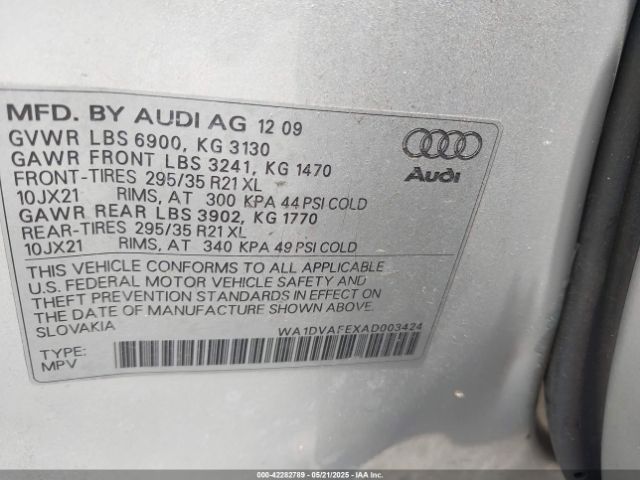 MFD. BY AUDI AG 12 09
GVWR LBS 6900, KG 3130
GAWR FRONT LBS 3241, KG 1470
FRONT-TIRES 295/35 R21 XL
10JX21 RIMS, AT 300 KPA 44 PSI COLD
GAWR REAR LBS 3902, KG 1770
REAR-TIRES 295/35 R21 XL
10JX21 RIMS, AT 340 KPA 49 PSI COLD
Audi
THIS VEHICLE CONFORMS TO ALL APPLICABLE
U.S. FEDERAL MOTOR VEHICLE SAFETY AND
THEFT PREVENTION STANDARDS IN EFFECT ON
THE DATE OF MANUFACTURE SHOWN ABOVE.
SLOVAKIA
WA1DVAFEXAD003424
TYPE:
MPV
000-42282789 - 05/21/2025 - IAAI.COM